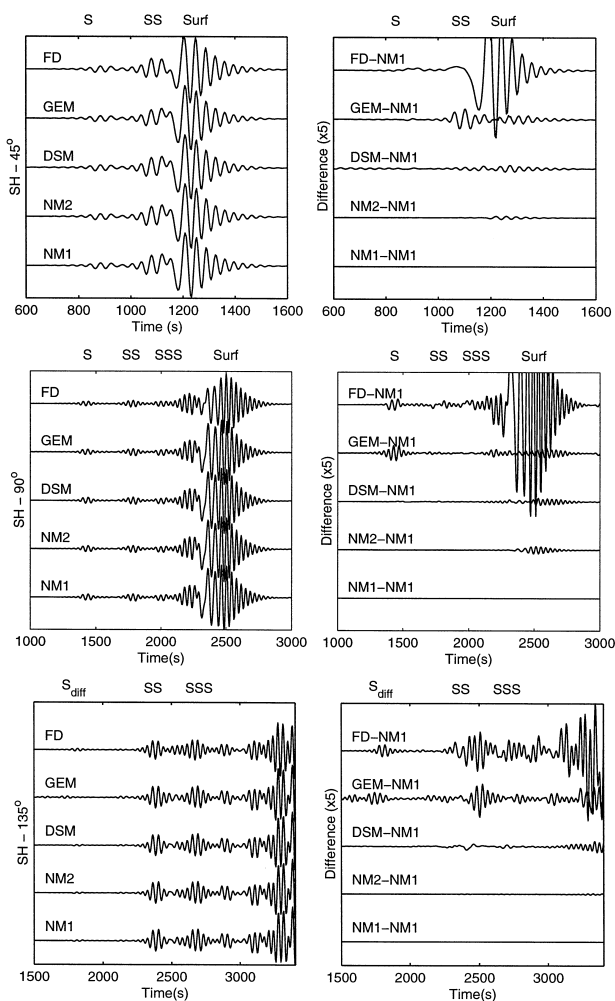 S SS Surf
FD
GEM
DSM
NM2
NM1
SH – 45°
600 800 1000 1200 1400 1600
Time (s)
S SS Surf
FD–NM1
GEM–NM1
DSM–NM1
NM2–NM1
NM1–NM1
Difference (x5)
600 800 1000 1200 1400 1600
Time(s)
S SS SSS Surf
FD
GEM
DSM
NM2
NM1
SH – 90°
1000 1500 2000 2500 3000
Time(s)
S SS SSS Surf
FD–NM1
GEM–NM1
DSM–NM1
NM2–NM1
NM1–NM1
Difference (x5)
1000 1500 2000 2500 3000
Time(s)
Sdiff SS SSS
FD
GEM
DSM
NM2
NM1
SH – 135°
1500 2000 2500 3000
Time(s)
Sdiff SS SSS
FD–NM1
GEM–NM1
DSM–NM1
NM2–NM1
NM1–NM1
Difference (x5)
1500 2000 2500 3000
Time(s)